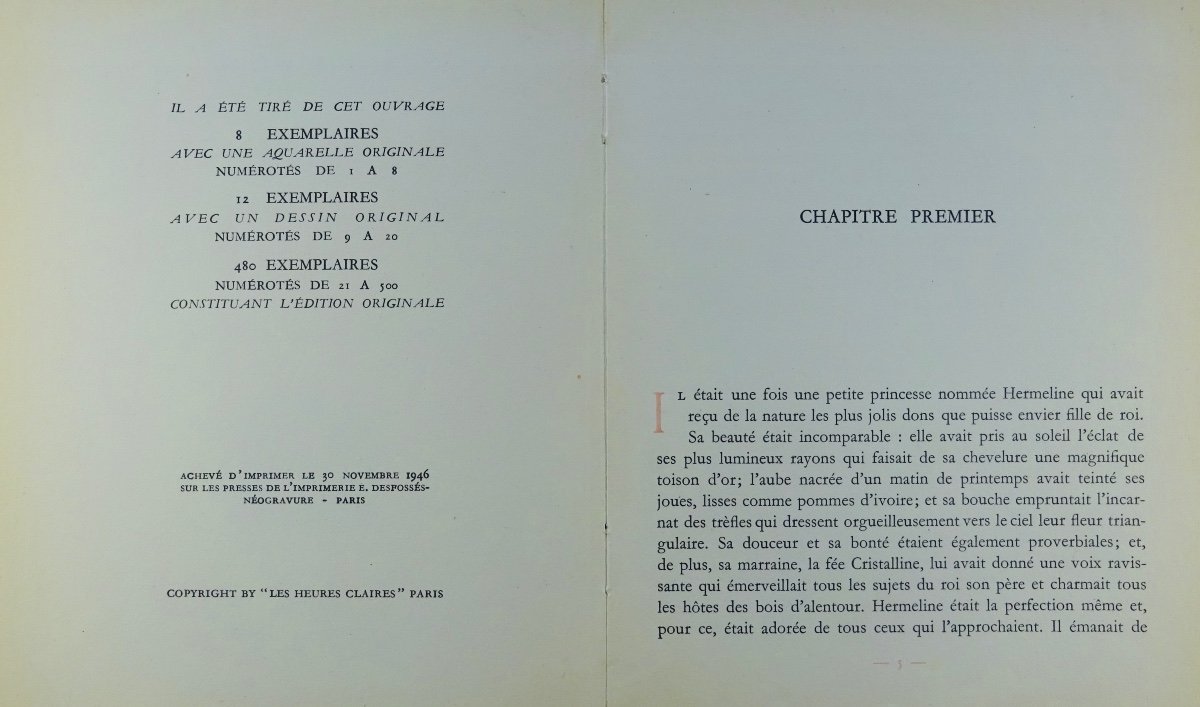 IL A ÉTÉ TIRÉ DE CET OUVRAGE
8 EXEMPLAIRES
AVEC UNE AQUARELLE ORIGINALE
NUMÉROTÉS DE 1 A 8
12 EXEMPLAIRES
AVEC UN DESSIN ORIGINAL
NUMÉROTÉS DE 9 A 20
480 EXEMPLAIRES
NUMÉROTÉS DE 21 A 500
CONSTITUANT L'ÉDITION ORIGINALE
ACHEVÉ D'IMPRIMER LE 30 NOVEMBRE 1946
SUR LES PRESSES DE L'IMPRIMERIE E. DESFOSSÉS-
NÉOGRAVURE - PARIS
COPYRIGHT BY "LES HEURES CLAIRES" PARIS
CHAPITRE PREMIER
IL était une fois une petite princesse nommée Hermeline qui avait
reçu de la nature les plus jolis dons que puisse envier fille de roi.
Sa beauté était incomparable : elle avait pris au soleil l'éclat de
ses plus lumineux rayons qui faisait de sa chevelure une magnifique
toison d'or; l'aube nacrée d'un matin de printemps avait teinté ses
joues, lisses comme pommes d'ivoire; et sa bouche empruntait l'incar-
nat des trèfles qui dressent orgueilleusement vers le ciel leur fleur trian-
gulaire. Sa douceur et sa bonté étaient également proverbiales; et,
de plus, sa marraine, la fée Cristalline, lui avait donné une voix ravis-
sante qui émerveillait tous les sujets du roi son père et charmait tous
les hôtes des bois d'alentour. Hermeline était la perfection même et,
pour ce, était adorée de tous ceux qui l'approchaient. Il émanait de
— 5 —